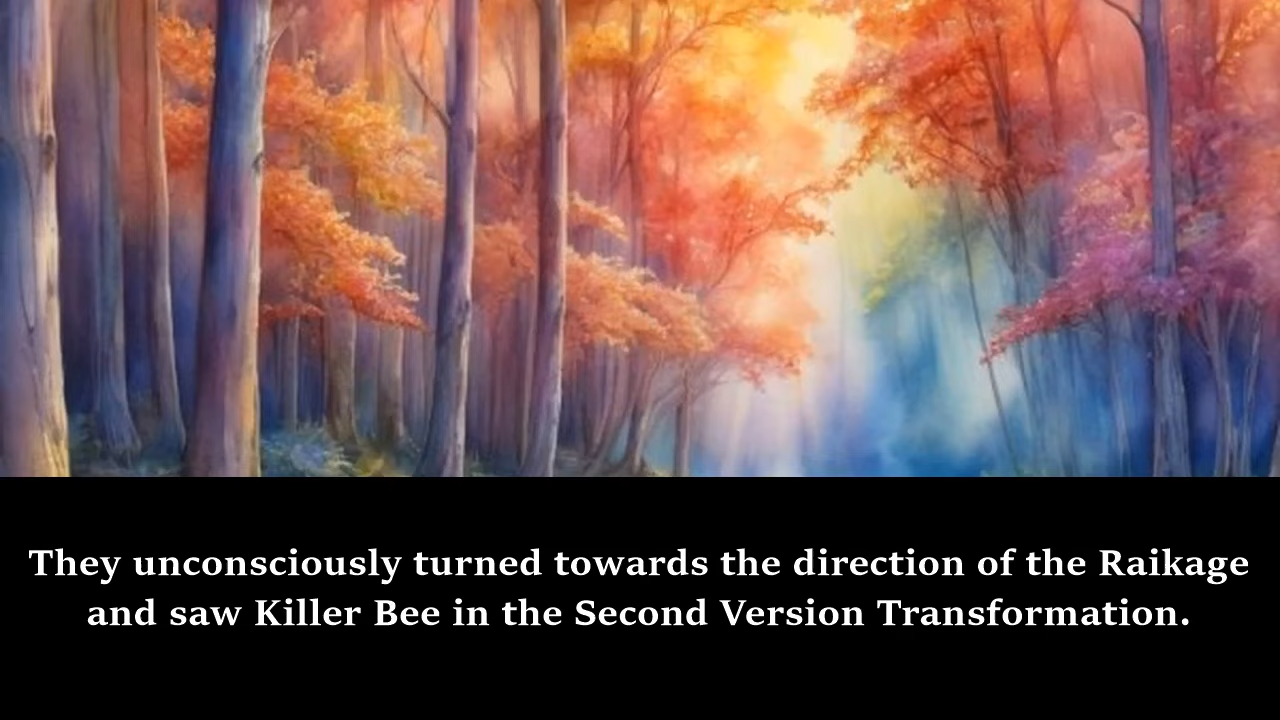 They unconsciously turned towards the direction of the Raikage
and saw Killer Bee in the Second Version Transformation.